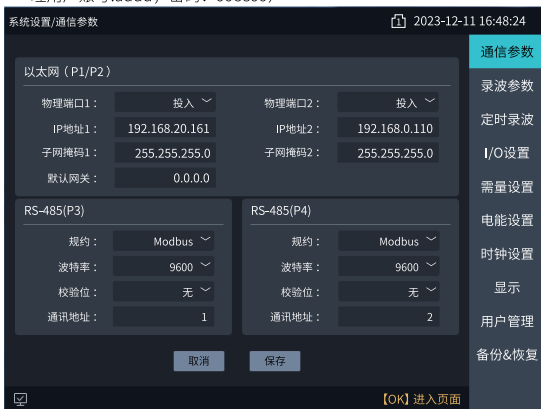 系统设置/通信参数 1 2023-12-11 16:48:24
以太网（P1/P2）
物理端口1： 投入 物理端口2： 投入
IP地址1： 192.168.20.161 IP地址2： 192.168.0.110
子网掩码1： 255.255.255.0 子网掩码2： 255.255.255.0
默认网关： 0.0.0.0
RS-485(P3) RS-485(P4)
规约： Modbus 规约： Modbus
波特率： 9600 波特率： 9600
校验位： 无 校验位： 无
通讯地址： 1 通讯地址： 2
取消 保存
【OK】进入页面
通信参数
录波参数
定时录波
I/O设置
需量设置
电能设置
时钟设置
显示
用户管理
备份&恢复